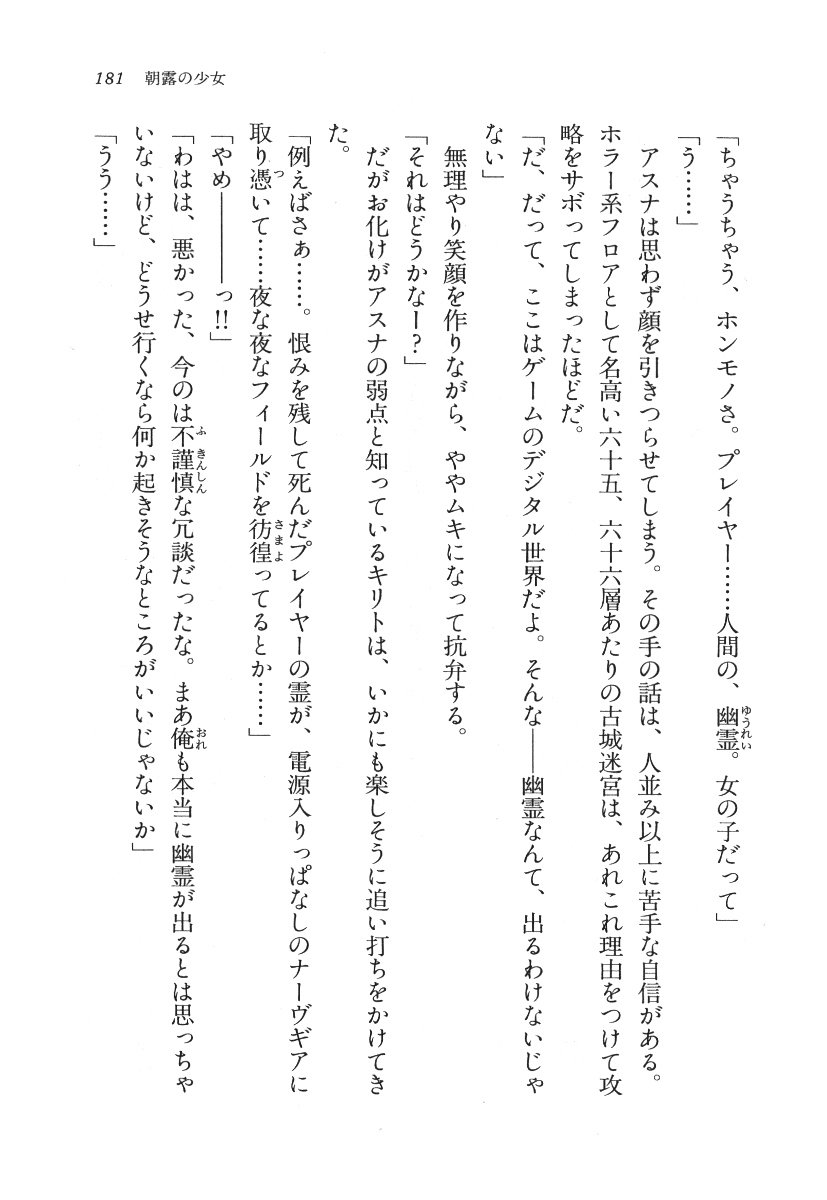 181 朝露の少女
「ちゃうちゃう、ホンモノさ。プレイヤー……人間の、幽霊。女の子だって」
「う……」
　アスナは思わず顔を引きつらせてしまう。その手の話は、人並み以上に苦手な自信がある。
ホラー系フロアとして名高い六十五、六十六層あたりの古城迷宮は、あれこれ理由をつけて攻
略をサボってしまったほどだ。
「だ、だって、ここはゲームのデジタル世界だよ。そんな――幽霊なんて、出るわけないじゃ
ない」
　無理やり笑顔を作りながら、ややムキになって抗弁する。
「それはどうかなー？」
　だがお化けがアスナの弱点と知っているキリトは、いかにも楽しそうに追い打ちをかけてき
た。
「例えばさぁ……。恨みを残して死んだプレイヤーの霊が、電源入りっぱなしのナーヴギアに
取り憑いて……夜な夜なフィールドを彷徨ってるとか……」
「やめ――――っ!!」
「わはは、悪かった、今のは不謹慎な冗談だったな。まあ俺も本当に幽霊が出るとは思っちゃ
いないけど、どうせ行くなら何か起きそうなところがいいじゃないか」
「うう……」